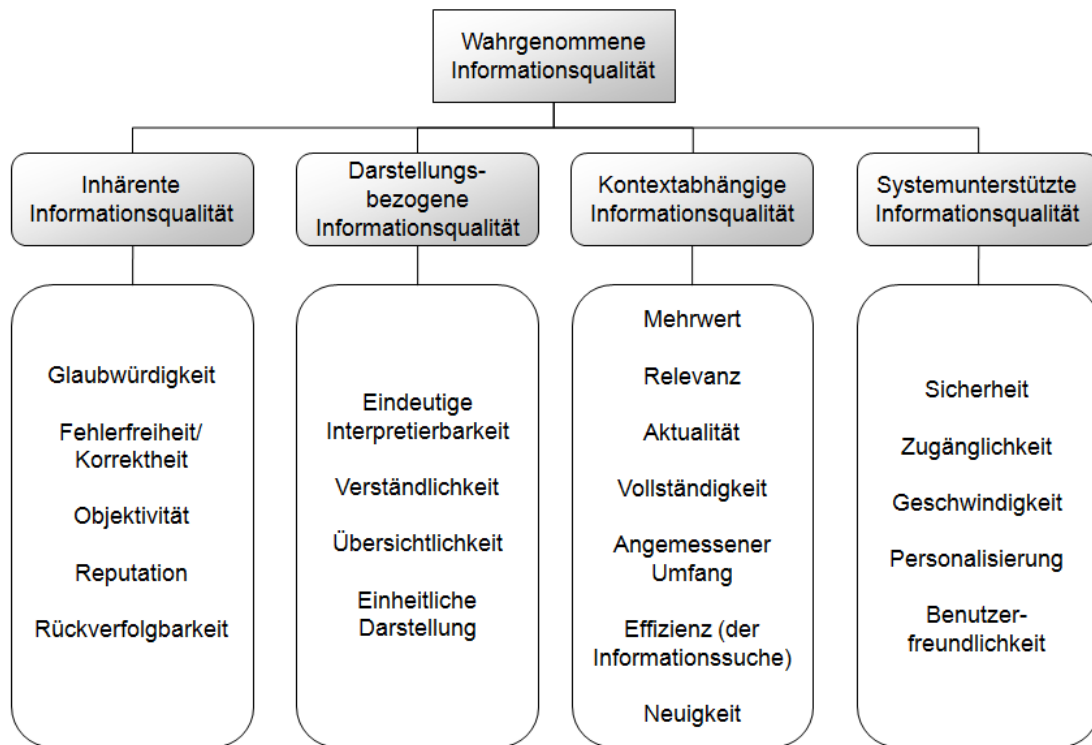 Wahrgenommene
Informationsqualität
Inhärente
Informationsqualität
Darstellungs-
bezogene
Informationsqualität
Kontextabhängige
Informationsqualität
Systemunterstützte
Informationsqualität
Glaubwürdigkeit
Fehlerfreiheit/
Korrektheit
Objektivität
Reputation
Rückverfolgbarkeit
Eindeutige
Interpretierbarkeit
Verständlichkeit
Übersichtlichkeit
Einheitliche
Darstellung
Mehrwert
Relevanz
Aktualität
Vollständigkeit
Angemessener
Umfang
Effizienz (der
Informationssuche)
Neuigkeit
Sicherheit
Zugänglichkeit
Geschwindigkeit
Personalisierung
Benutzer-
freundlichkeit